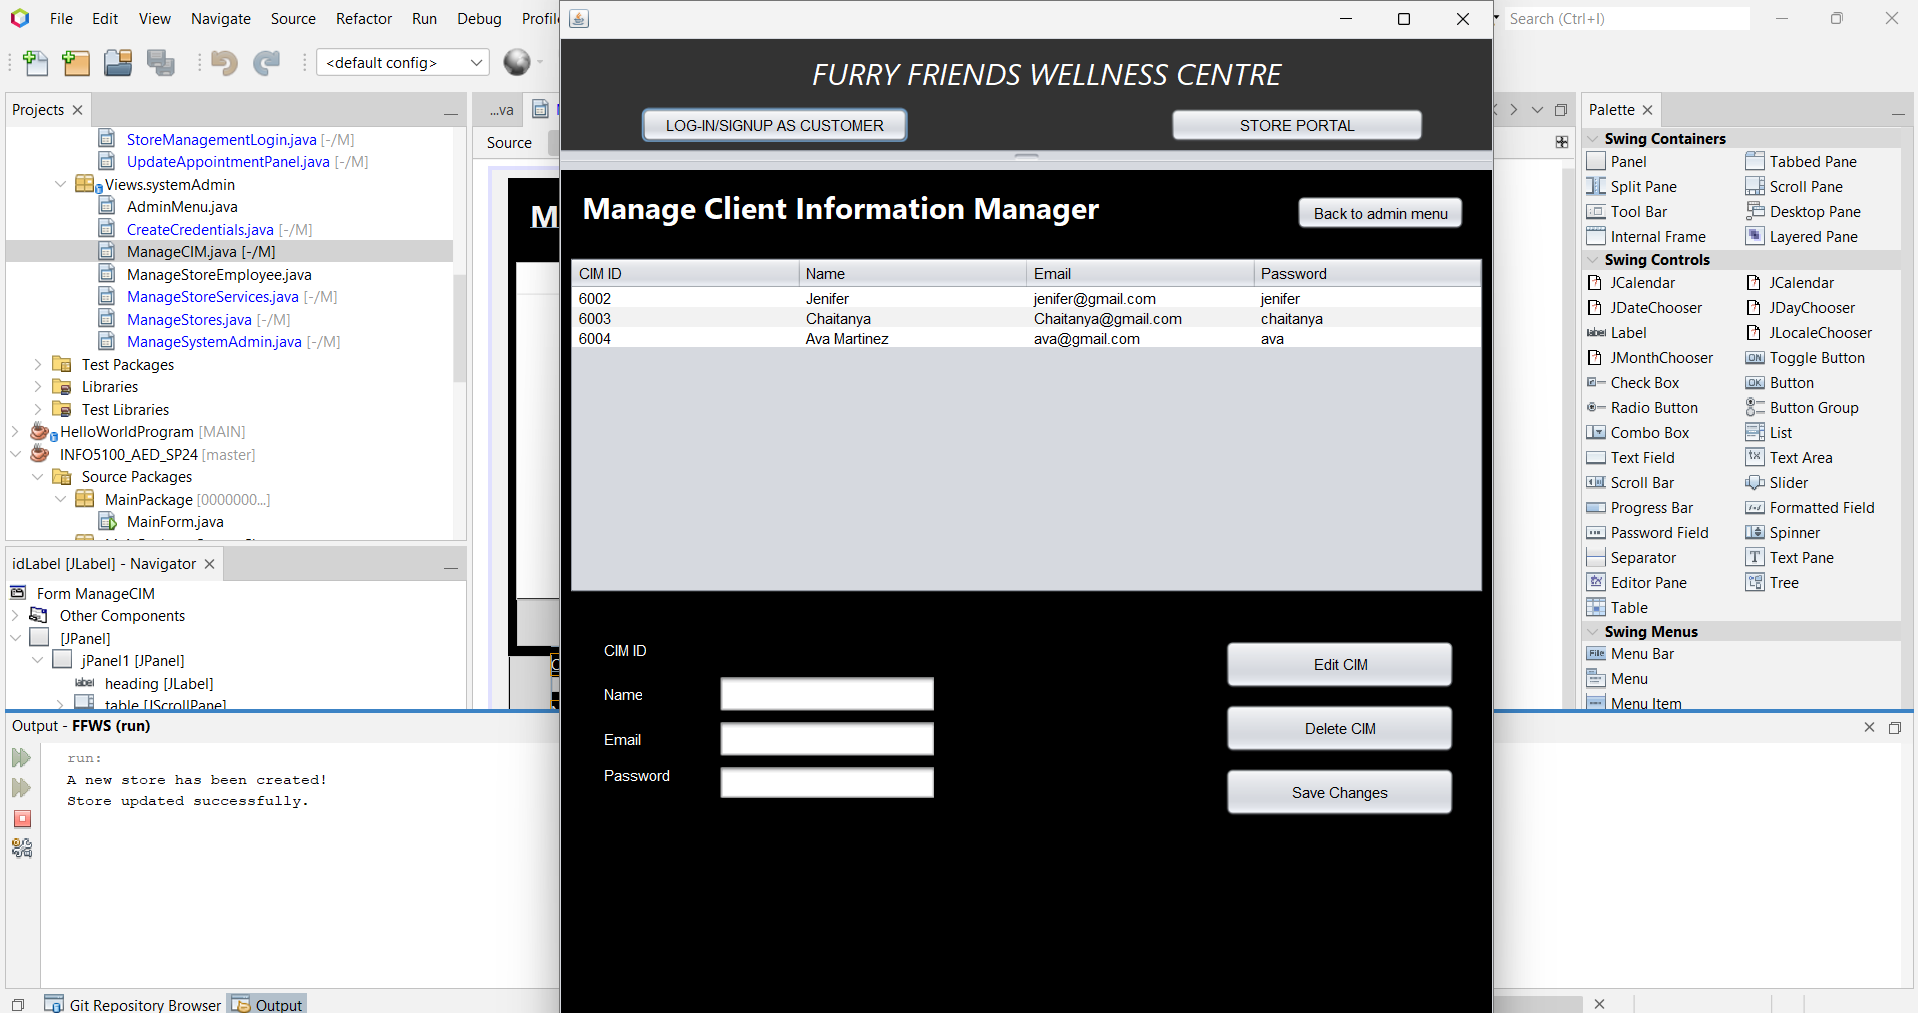 File Edit View Navigate Source Refactor Run Debug
Search (Ctrl+I)
<default config>
FURRY FRIENDS WELLNESS CENTRE
LOG-IN/SIGNUP AS CUSTOMER STORE PORTAL
Projects
...va
Source
StoreManagementLogin.java [-/M]
UpdateAppointmentPanel.java [-/M]
Views.systemAdmin
AdminMenu.java
CreateCredentials.java [-/M]
ManageCIM.java [-/M]
ManageStoreEmployee.java
ManageStoreServices.java [-/M]
ManageStores.java [-/M]
ManageSystemAdmin.java [-/M]
Test Packages
Libraries
Test Libraries
HelloWorldProgram [MAIN]
INFO5100_AED_SP24 [master]
Source Packages
MainPackage [0000000...]
MainForm.java
idLabel [JLabel] - Navigator
Form ManageCIM
Other Components
[JPanel]
jPanel1 [JPanel]
heading [JLabel]
table [JScrollPane]
M
Manage Client Information Manager
Back to admin menu
CIM ID Name Email Password
6002 Jenifer jenifer@gmail.com jenifer
6003 Chaitanya Chaitanya@gmail.com chaitanya
6004 Ava Martinez ava@gmail.com ava
CIM ID
Name
Email
Password
Edit CIM
Delete CIM
Save Changes
Palette
Swing Containers
Panel Tabbed Pane
Split Pane Scroll Pane
Tool Bar Desktop Pane
Internal Frame Layered Pane
Swing Controls
JCalendar JCalendar
JDateChooser JDayChooser
label Label JLocaleChooser
JMonthChooser ON Toggle Button
Check Box OK Button
Radio Button Button Group
Combo Box List
Text Field Text Area
Scroll Bar Slider
Progress Bar Formatted Field
Password Field Spinner
Separator Text Pane
Editor Pane Tree
Table
Swing Menus
File Menu Bar
Menu
Menu Item
Output - FFWS (run)
run:
A new store has been created!
Store updated successfully.
Git Repository Browser Output